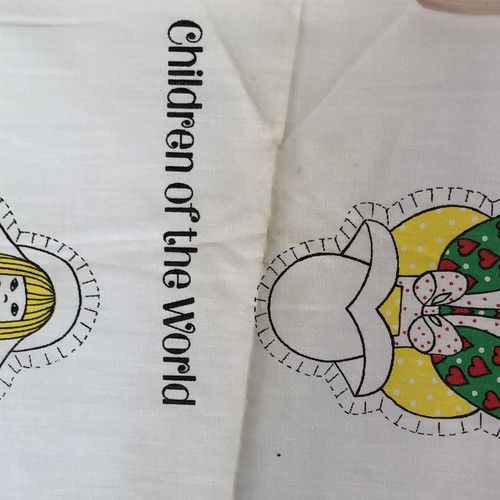 Children of the World